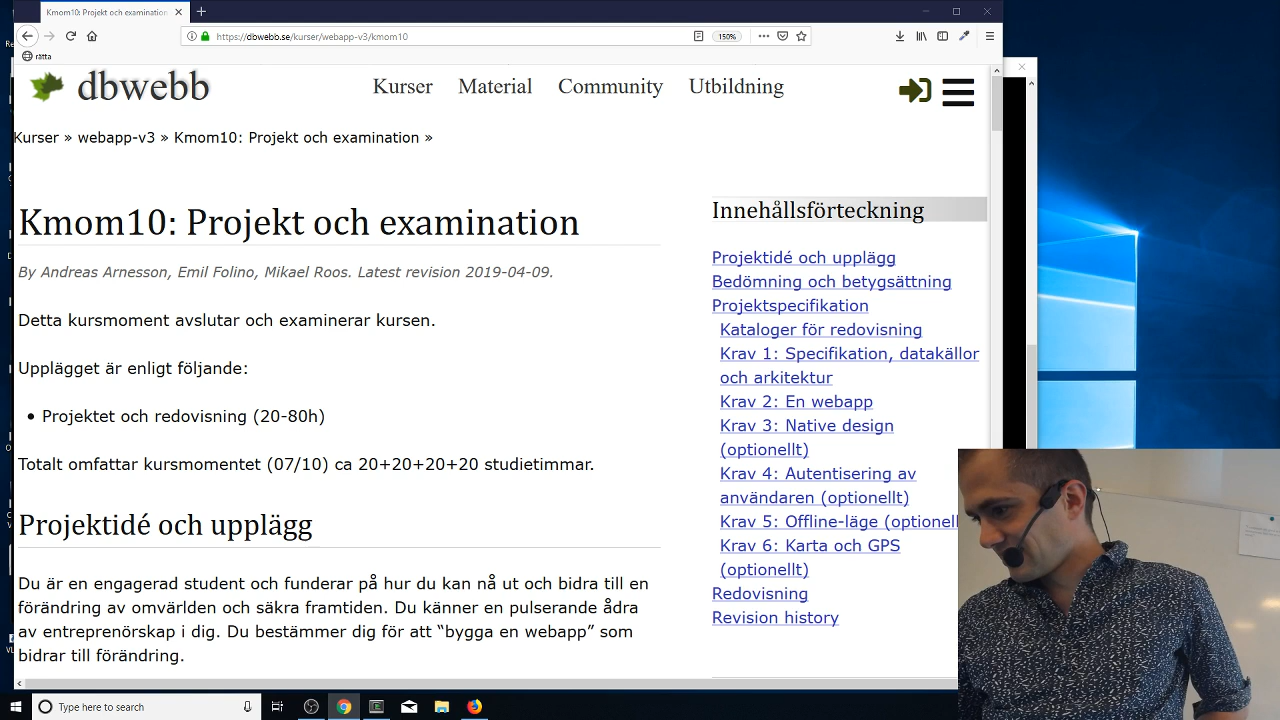 Kmom10: Projekt och examination
https://dbwebb.se/kurser/webapp-v3/kmom10
150%
rätta
dbwebb
Kurser Material Community Utbildning
Kurser » webapp-v3 » Kmom10: Projekt och examination »
Kmom10: Projekt och examination
By Andreas Arnesson, Emil Folino, Mikael Roos. Latest revision 2019-04-09.
Detta kursmoment avslutar och examinerar kursen.
Upplägget är enligt följande:
• Projektet och redovisning (20-80h)
Totalt omfattar kursmomentet (07/10) ca 20+20+20+20 studietimmar.
Projektidé och upplägg
Du är en engagerad student och funderar på hur du kan nå ut och bidra till en
förändring av omvärlden och säkra framtiden. Du känner en pulserande ådra
av entreprenörskap i dig. Du bestämmer dig för att “bygga en webapp” som
bidrar till förändring.
Innehållsförteckning
Projektidé och upplägg
Bedömning och betygsättning
Projektspecifikation
Kataloger för redovisning
Krav 1: Specifikation, datakällor
och arkitektur
Krav 2: En webapp
Krav 3: Native design
(optionellt)
Krav 4: Autentisering av
användaren (optionellt)
Krav 5: Offline-läge (optionell
Krav 6: Karta och GPS
(optionellt)
Redovisning
Revision history
Type here to search